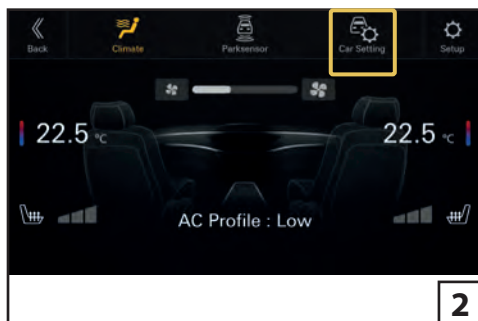 Back
Climate
Parksensor
Car Setting
Setup
22.5 °C
22.5 °C
AC Profile : Low
2